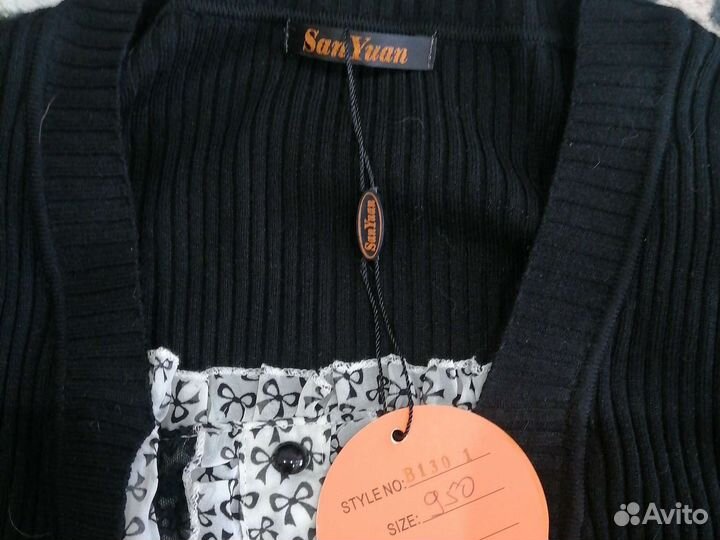 San Yuan
SanYuan
STYLE NO: B130 1
SIZE: 950
Avito